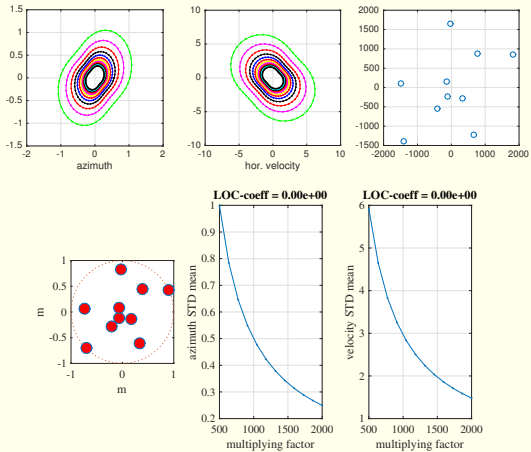 1.5
1
0.5
0
-0.5
-1
-1.5
-2 -1 0 1 2
azimuth
10
5
0
-5
-10
-10 -5 0 5 10
hor. velocity
2000
1500
1000
500
0
-500
-1000
-1500
-2000 -1000 0 1000 2000
1
0.5
0
-0.5
-1
m
-1 0 1
m
LOC-coeff = 0.00e+00
1
0.9
0.8
0.7
0.6
0.5
0.4
0.3
0.2
azimuth STD mean
500 1000 1500 2000
multiplying factor
LOC-coeff = 0.00e+00
6
5
4
3
2
1
velocity STD mean
500 1000 1500 2000
multiplying factor